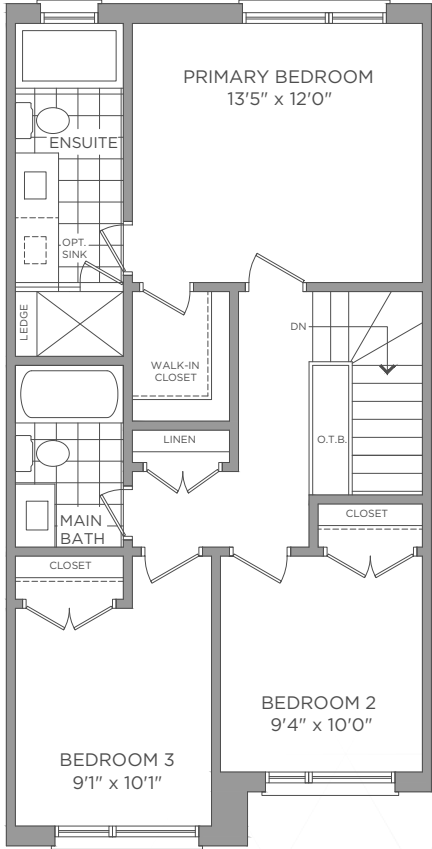 PRIMARY BEDROOM
13'5" x 12'0"
ENSUITE
OPT.
SINK
LEDGE
WALK-IN
CLOSET
DN
LINEN
O.T.B.
MAIN
BATH
CLOSET
CLOSET
BEDROOM 2
9'4" x 10'0"
BEDROOM 3
9'1" x 10'1"